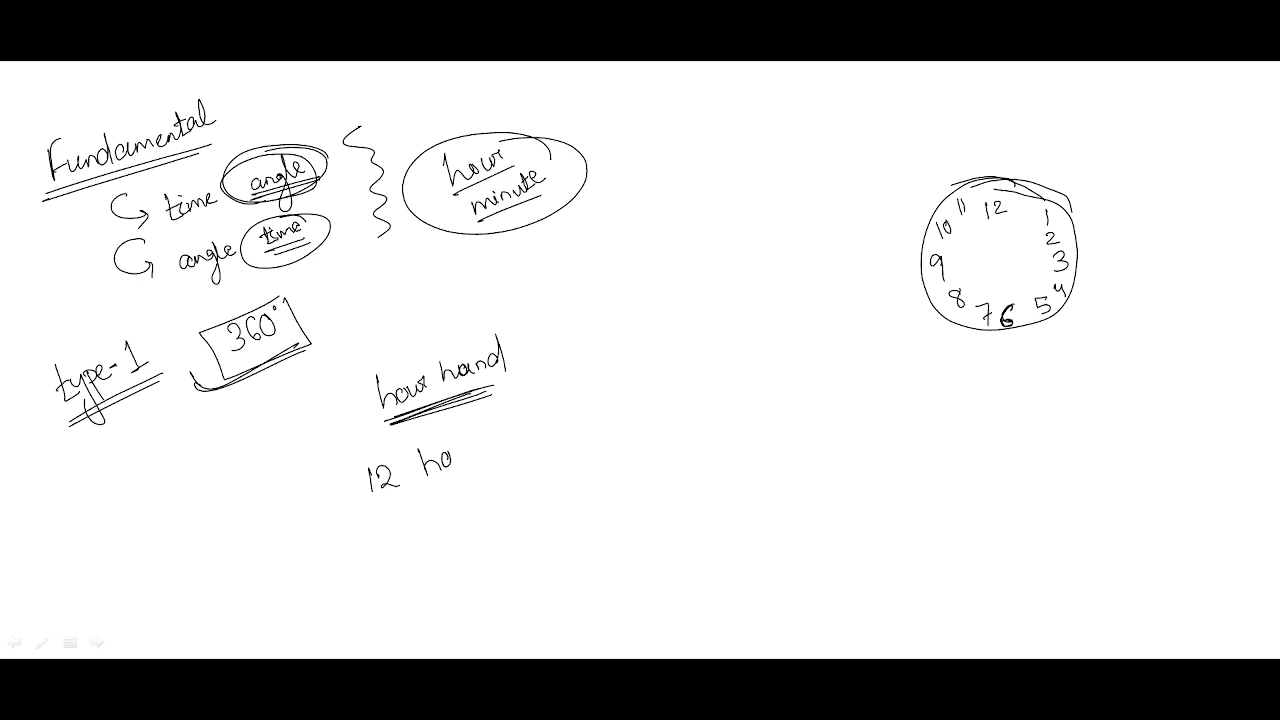 Fundamental
time angle
angle time
hour
minute
type-1
360°
hour hand
12 ho
12
1
2
3
4
5
6
7
8
9
10
11